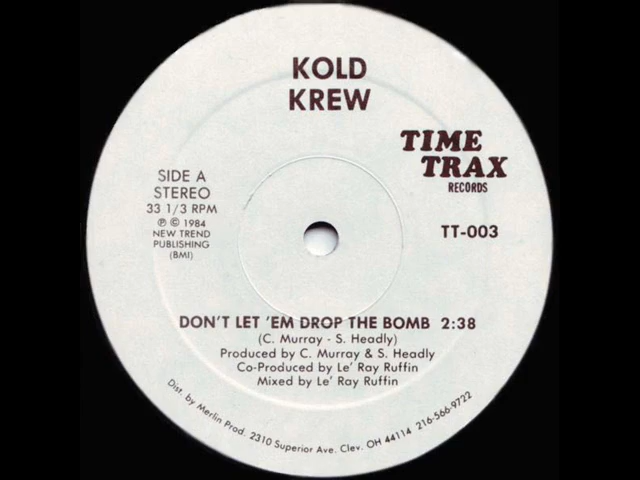 KOLD
KREW
TIME
TRAX
RECORDS
SIDE A
STEREO
33 1/3 RPM
℗ © 1984
NEW TREND
PUBLISHING
(BMI)
TT-003
DON'T LET 'EM DROP THE BOMB 2:38
(C. Murray - S. Headly)
Produced by C. Murray & S. Headly
Co-Produced by Le' Ray Ruffin
Mixed by Le' Ray Ruffin
Dist. by Merlin Prod. 2310 Superior Ave. Clev. OH 44114 216-566-9722